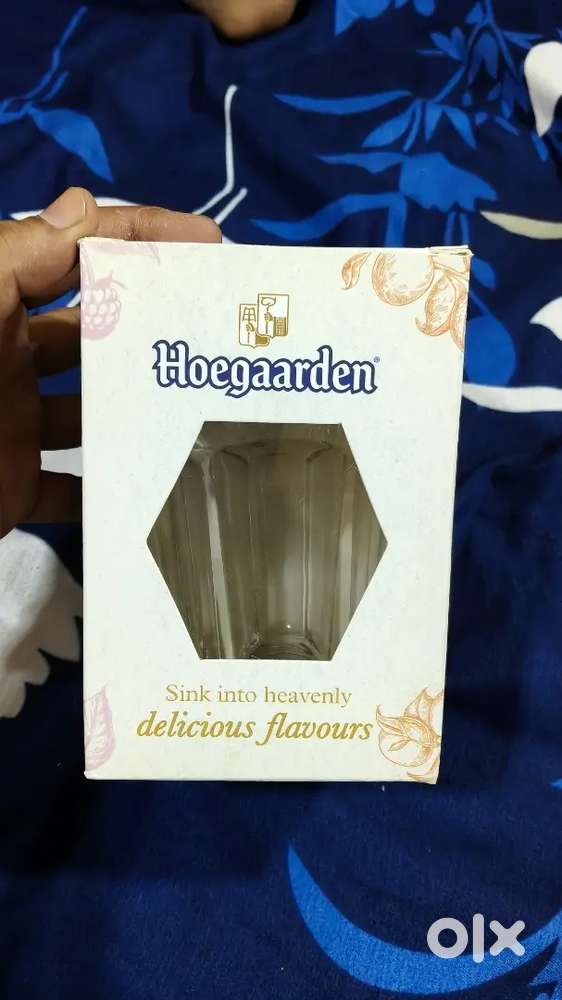 Hoegaarden®
Sink into heavenly
delicious flavours
olx